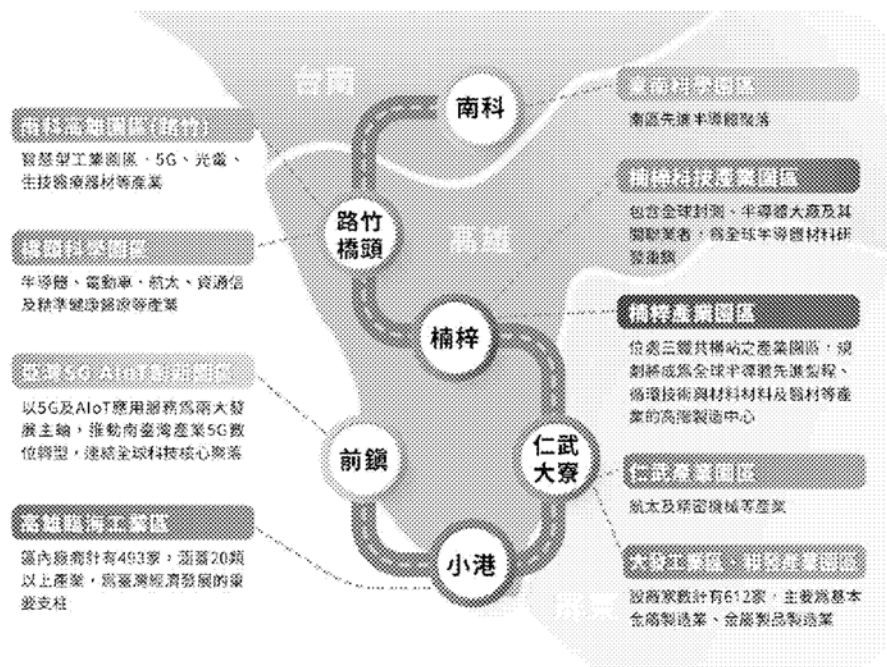 台南
南科
臺南科學園區
南區先進半導體聚落
南科高雄園區(路竹)
智慧型工業園區、5G、光電、
生技醫療器材等產業
楠梓科技產業園區
包含全球封測、半導體大廠及其
關聯業者，為全球半導體材料研
發重鎮
路竹
橋頭
高雄
橋頭科學園區
半導體、電動車、航太、資通信
及精準健康醫療等產業
楠梓
楠梓產業園區
位處三鐵共構站之產業園區，規
劃將成為全球半導體先進製程、
循環技術與材料材料及器材等產
業的高階製造中心
亞灣5G AIoT創新園區
以5G及AIoT應用服務為兩大發
展主軸，推動南臺灣產業5G數
位轉型，連結全球科技核心聚落
前鎮
仁武
大寮
仁武產業園區
航太及精密機械等產業
高雄臨海工業區
區內廠商計有493家，涵蓋20類
以上產業，為臺灣經濟發展的重
要支柱
小港
大發工業區、和發產業園區
設廠家數計有612家，主要為基本
金屬製造業、金屬製品製造業
屏東